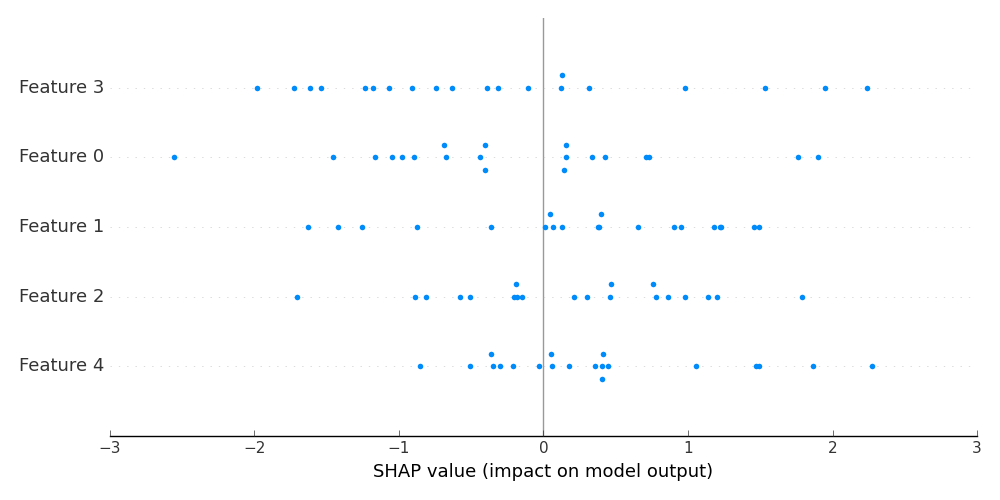 Feature 3
Feature 0
Feature 1
Feature 2
Feature 4
−3 −2 −1 0 1 2 3
SHAP value (impact on model output)